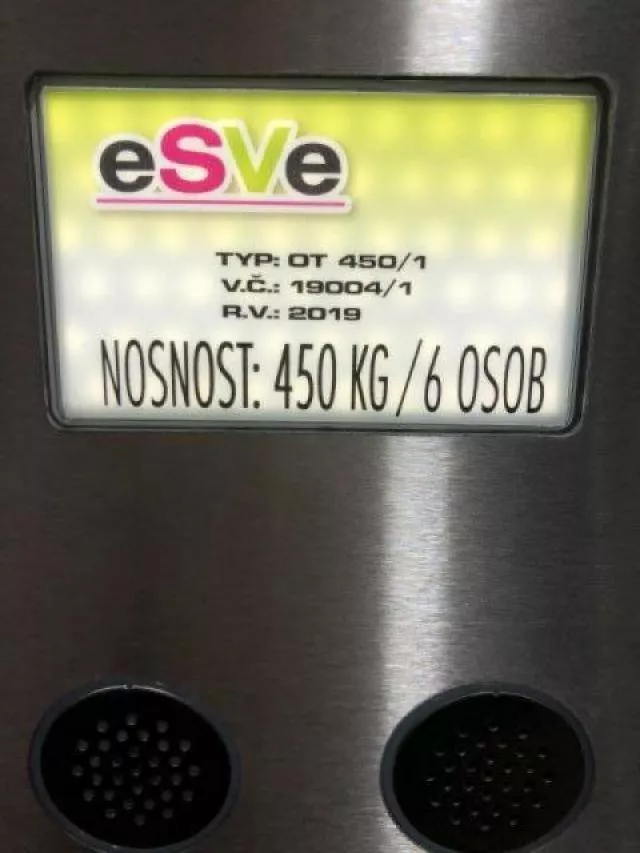 eSVe
TYP: OT 450/1
V.Č.: 19004/1
R.V.: 2019
NOSNOST: 450 KG/6 OSOB